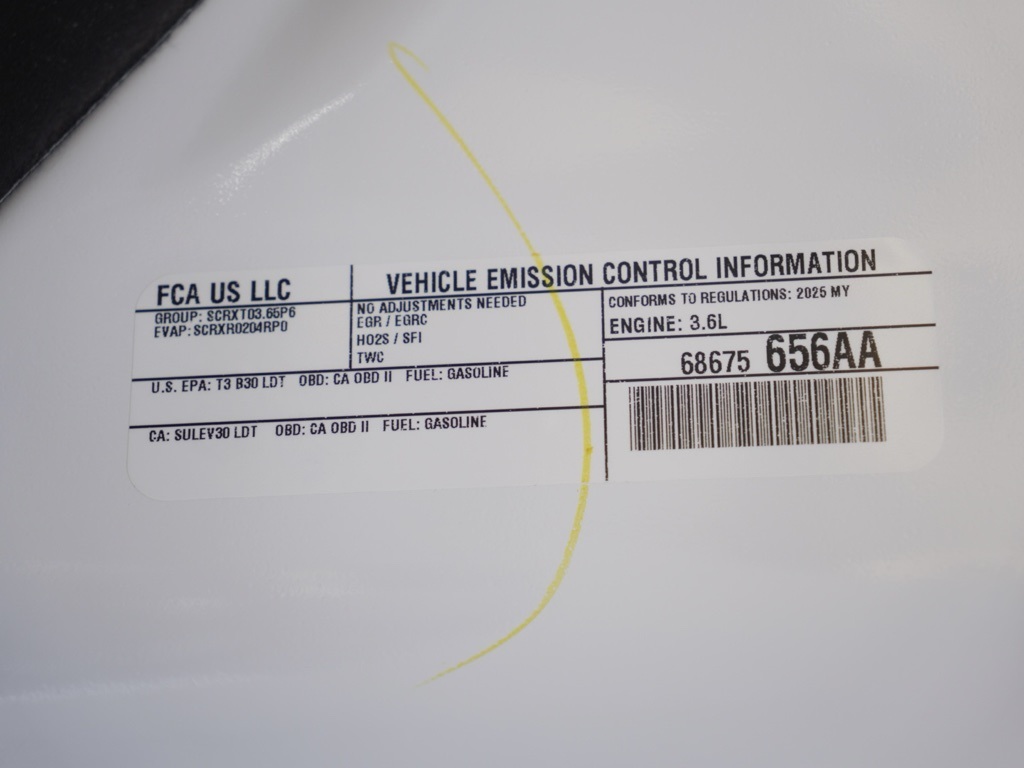 FCA US LLC
GROUP: SCRXT03.65P6
EVAP: SCRXR0204RPD
VEHICLE EMISSION CONTROL INFORMATION
NO ADJUSTMENTS NEEDED
EGR / EGRC
HO2S / SFI
TWC
CONFORMS TO REGULATIONS: 2025 MY
ENGINE: 3.6L
68675 656AA
U.S. EPA: T3 B30 LDT OBD: CA OBD II FUEL: GASOLINE
CA: SULEV30 LDT OBD: CA OBD II FUEL: GASOLINE